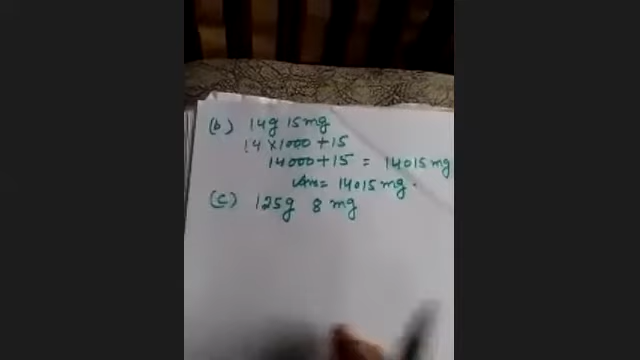 (b) 14g 15mg
14 × 1000 + 15
14000 + 15 = 14015 mg
Ans = 14015 mg.
(c) 125g 8 mg